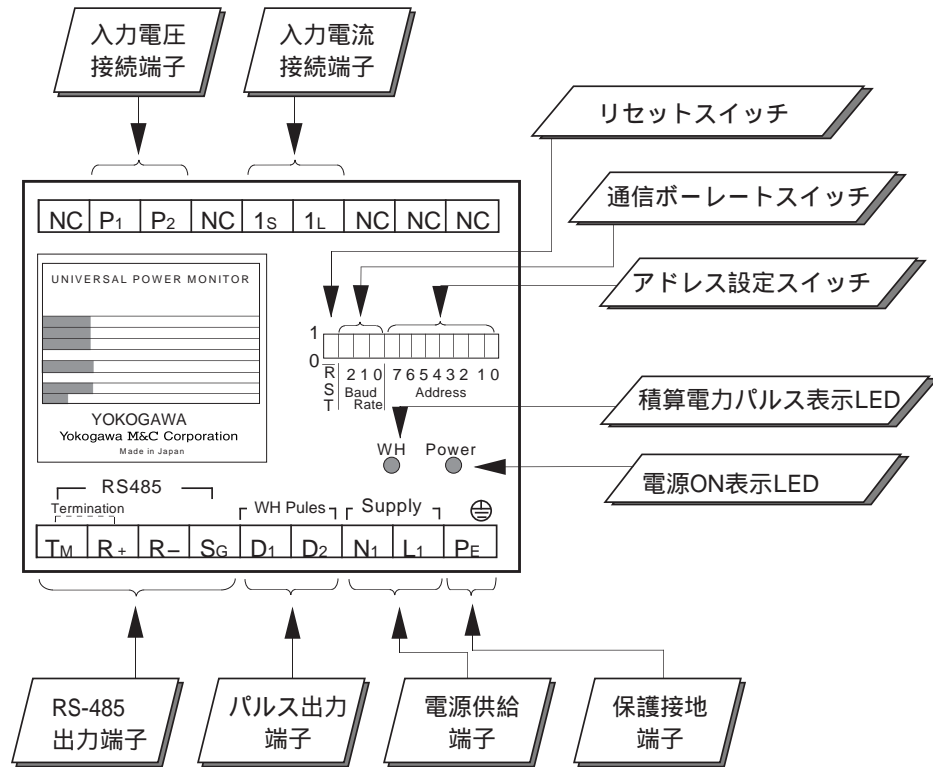 入力電圧
接続端子
入力電流
接続端子
リセットスイッチ
通信ボーレートスイッチ
アドレス設定スイッチ
積算電力パルス表示LED
電源ON表示LED
NC P1 P2 NC 1S 1L NC NC NC
UNIVERSAL POWER MONITOR
YOKOGAWA
Yokogawa M&C Corporation
Made in Japan
1
0
RST
2 1 0 7 6 5 4 3 2 1 0
Baud Rate
Address
WH Power
RS485
Termination
WH Pules
Supply
TM R+ R− SG D1 D2 N1 L1 PE
RS-485
出力端子
パルス出力
端子
電源供給
端子
保護接地
端子